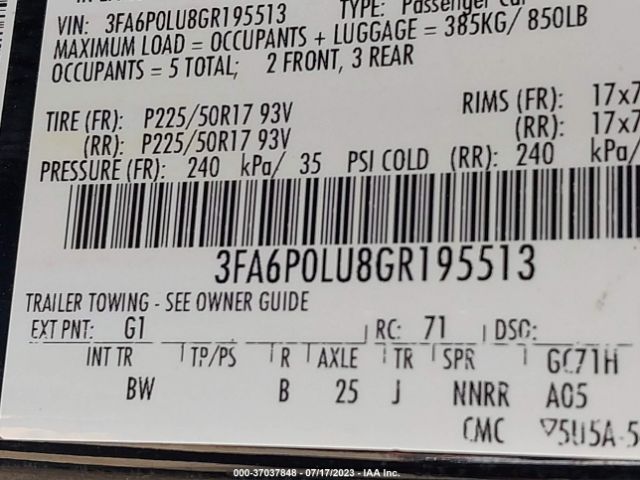 VIN: 3FA6P0LU8GR195513 TYPE: Passenger Car
MAXIMUM LOAD = OCCUPANTS + LUGGAGE = 385KG/ 850LB
OCCUPANTS = 5 TOTAL; 2 FRONT, 3 REAR
TIRE (FR): P225/50R17 93V RIMS (FR): 17x7
(RR): P225/50R17 93V (RR): 17x7
PRESSURE (FR): 240 kPa/ 35 PSI COLD (RR): 240 kPa/
3FA6P0LU8GR195513
TRAILER TOWING - SEE OWNER GUIDE
EXT PNT: G1 RC: 71 DSO:
INT TR TP/PS R AXLE TR SPR GC71H
BW B 25 J NNRR A05
CMC
000-37037848 - 07/17/2023 - IAA Inc.